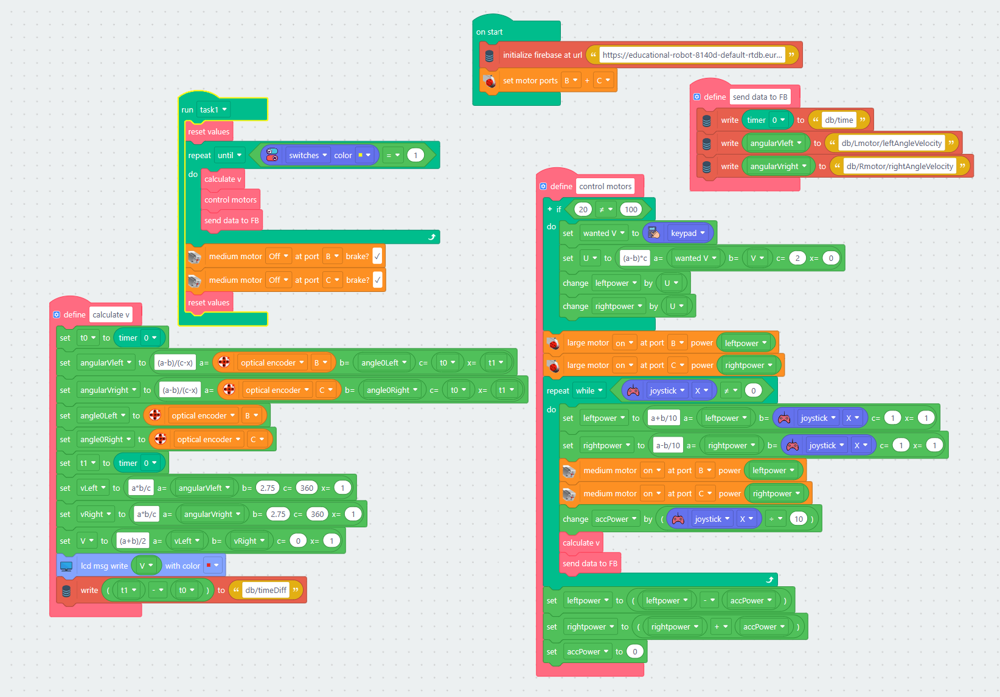 on start
initialize firebase at url “ https://educational-robot-8140d-default-rtdb.eur... ”
set motor ports B + C
define send data to FB
write timer 0 to “ db/time ”
write angularVleft to “ db/Lmotor/leftAngleVelocity ”
write angularVright to “ db/Rmotor/rightAngleVelocity ”
run task1
reset values
repeat until switches color = 1
do
calculate v
control motors
send data to FB
medium motor Off at port B brake? ✓
medium motor Off at port C brake? ✓
reset values
define calculate v
set t0 to timer 0
set angularVleft to (a-b)/(c-x) a= optical encoder B b= angle0Left c= t0 x= t1
set angularVright to (a-b)/(c-x) a= optical encoder C b= angle0Right c= t0 x= t1
set angle0Left to optical encoder B
set angle0Right to optical encoder C
set t1 to timer 0
set vLeft to a*b/c a= angularVleft b= 2.75 c= 360 x= 1
set vRight to a*b/c a= angularVright b= 2.75 c= 360 x= 1
set V to (a+b)/2 a= vLeft b= vRight c= 0 x= 1
lcd msg write V with color
write ( t1 - t0 ) to “ db/timeDiff ”
define control motors
+ if 20 ≠ 100
do
set wanted V to keypad
set U to (a-b)*c a= wanted V b= V c= 2 x= 0
change leftpower by U
change rightpower by U
large motor on at port B power leftpower
large motor on at port C power rightpower
repeat while joystick X ≠ 0
do
set leftpower to a+b/10 a= leftpower b= joystick X c= 1 x= 1
set rightpower to a-b/10 a= rightpower b= joystick X c= 1 x= 1
medium motor on at port B power leftpower
medium motor on at port C power rightpower
change accPower by ( joystick X ÷ 10 )
calculate v
send data to FB
set leftpower to ( leftpower - accPower )
set rightpower to ( rightpower + accPower )
set accPower to 0